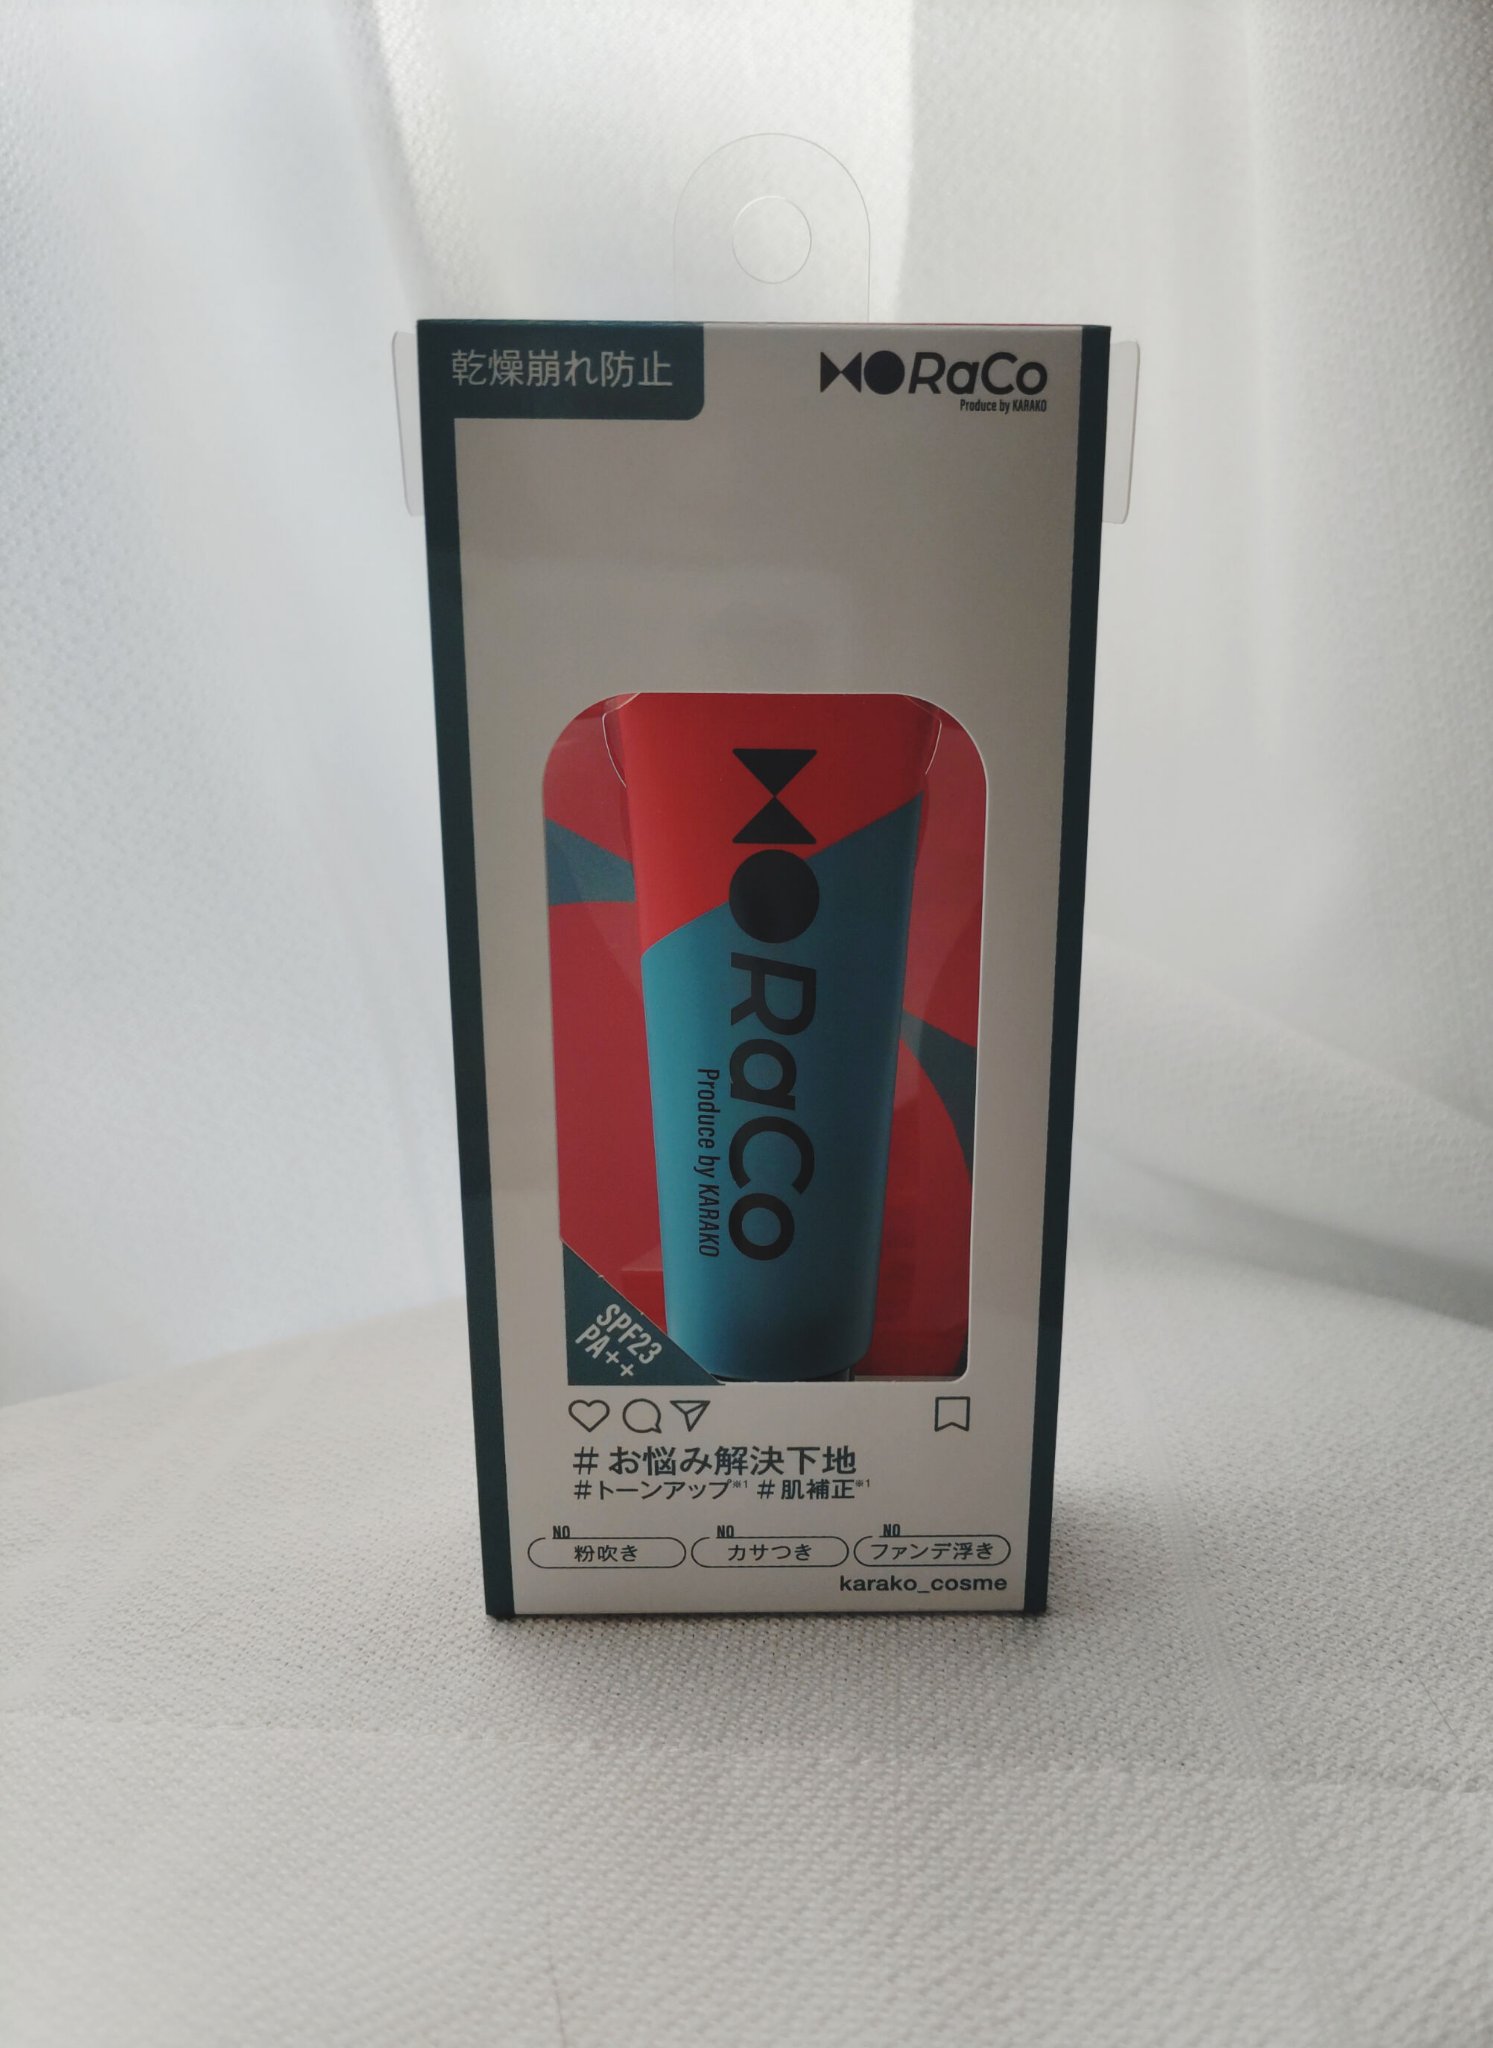 乾燥崩れ防止
MORaCo
Produce by KARAKO
MORaCo
Produce by KARAKO
SPF23
PA++
#お悩み解決下地
#トーンアップ※1 #肌補正※1
NO NO NO
粉吹き カサつき ファンデ浮き
karako_cosme